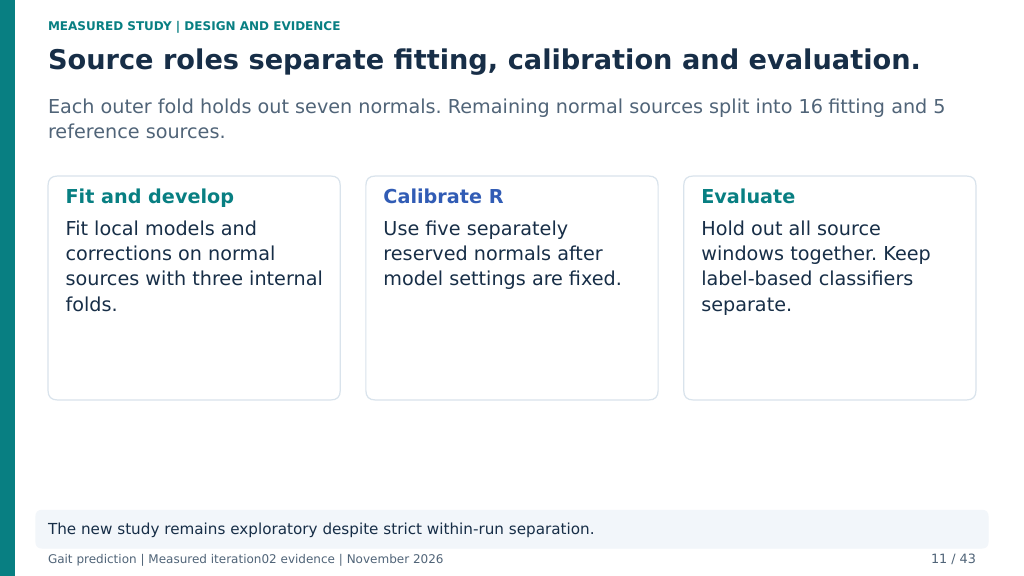 MEASURED STUDY | DESIGN AND EVIDENCE
Source roles separate fitting, calibration and evaluation.
Each outer fold holds out seven normals. Remaining normal sources split into 16 fitting and 5
reference sources.
Fit and develop
Fit local models and
corrections on normal
sources with three internal
folds.
Calibrate R
Use five separately
reserved normals after
model settings are fixed.
Evaluate
Hold out all source
windows together. Keep
label-based classifiers
separate.
The new study remains exploratory despite strict within-run separation.
Gait prediction | Measured iteration02 evidence | November 2026
11 / 43